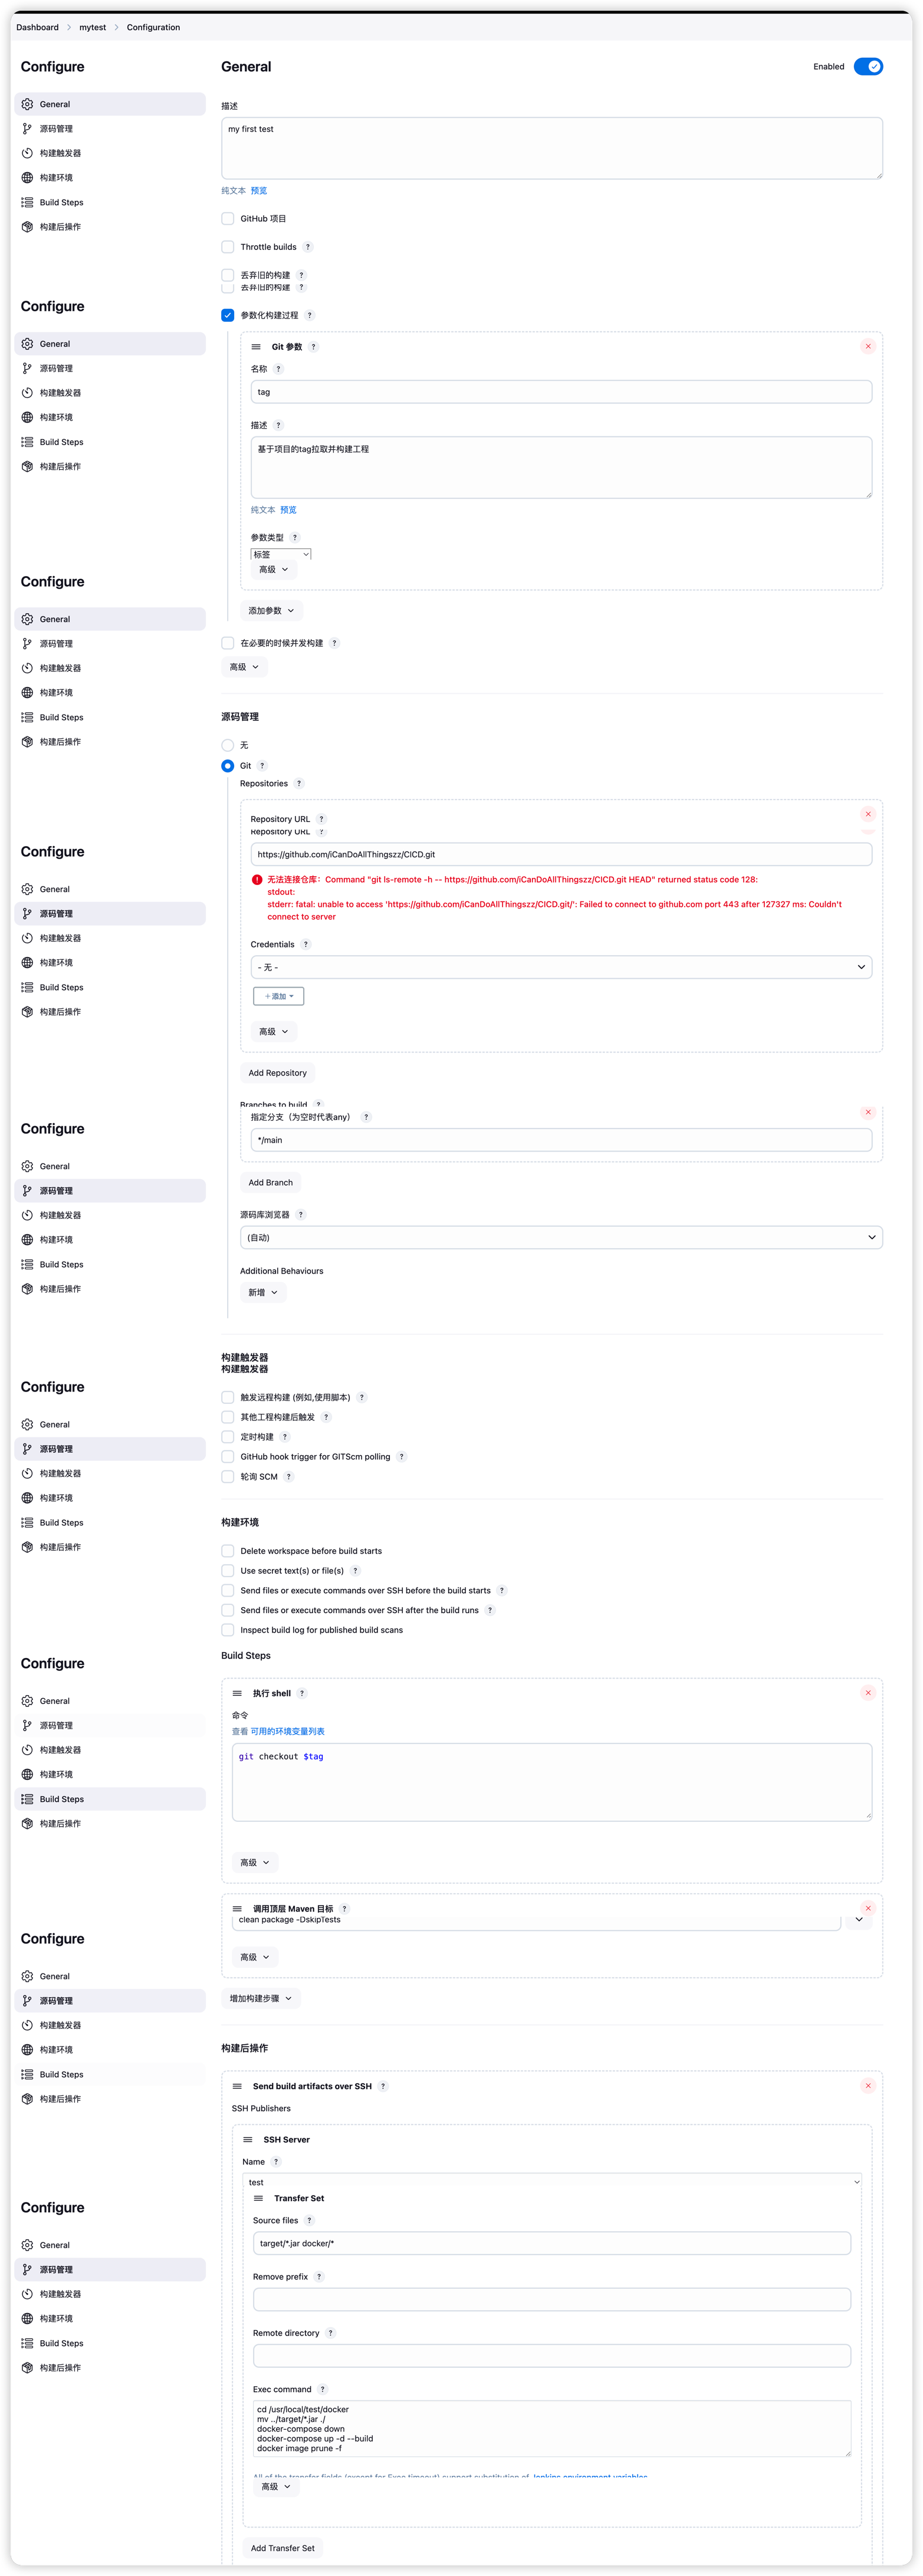 Dashboard > mytest > Configuration
Configure
General
源码管理
构建触发器
构建环境
Build Steps
构建后操作
General
Enabled
描述
my first test
纯文本 预览
GitHub 项目
Throttle builds ?
丢弃旧的构建 ?
丢弃旧的构建 ?
Configure
General
源码管理
构建触发器
构建环境
Build Steps
构建后操作
参数化构建过程 ?
Git 参数 ?
名称 ?
tag
描述 ?
基于项目的tag拉取并构建工程
纯文本 预览
参数类型 ?
标签
高级
添加参数
Configure
General
源码管理
构建触发器
构建环境
Build Steps
构建后操作
在必要的时候并发构建 ?
高级
源码管理
无
Git ?
Repositories ?
Repository URL ?
Repository URL ?
Configure
General
源码管理
构建触发器
构建环境
Build Steps
构建后操作
https://github.com/iCanDoAllThingszz/CICD.git
无法连接仓库：Command "git ls-remote -h -- https://github.com/iCanDoAllThingszz/CICD.git HEAD" returned status code 128:
stdout:
stderr: fatal: unable to access 'https://github.com/iCanDoAllThingszz/CICD.git/': Failed to connect to github.com port 443 after 127327 ms: Couldn't
connect to server
Credentials ?
- 无 -
+添加
高级
Add Repository
Branches to build ?
Configure
General
源码管理
构建触发器
构建环境
Build Steps
构建后操作
指定分支（为空时代表any） ?
*/main
Add Branch
源码库浏览器 ?
(自动)
Additional Behaviours
新增
构建触发器
构建触发器
Configure
General
源码管理
构建触发器
构建环境
Build Steps
构建后操作
触发远程构建 (例如,使用脚本) ?
其他工程构建后触发 ?
定时构建 ?
GitHub hook trigger for GITScm polling ?
轮询 SCM ?
构建环境
Delete workspace before build starts
Use secret text(s) or file(s) ?
Send files or execute commands over SSH before the build starts ?
Send files or execute commands over SSH after the build runs ?
Inspect build log for published build scans
Build Steps
Configure
General
源码管理
构建触发器
构建环境
Build Steps
构建后操作
执行 shell ?
命令
查看 可用的环境变量列表
git checkout $tag
高级
调用顶层 Maven 目标 ?
clean package -DskipTests
Configure
General
源码管理
构建触发器
构建环境
Build Steps
构建后操作
高级
增加构建步骤
构建后操作
Send build artifacts over SSH ?
SSH Publishers
SSH Server
Name ?
test
Configure
General
源码管理
构建触发器
构建环境
Build Steps
构建后操作
Transfer Set
Source files ?
target/*.jar docker/*
Remove prefix ?
Remote directory ?
Exec command ?
cd /usr/local/test/docker
mv ../target/*.jar ./
docker-compose down
docker-compose up -d --build
docker image prune -f
All of the transfer fields (except for Exec timeout) support substitution of Jenkins environment variables
高级
Add Transfer Set